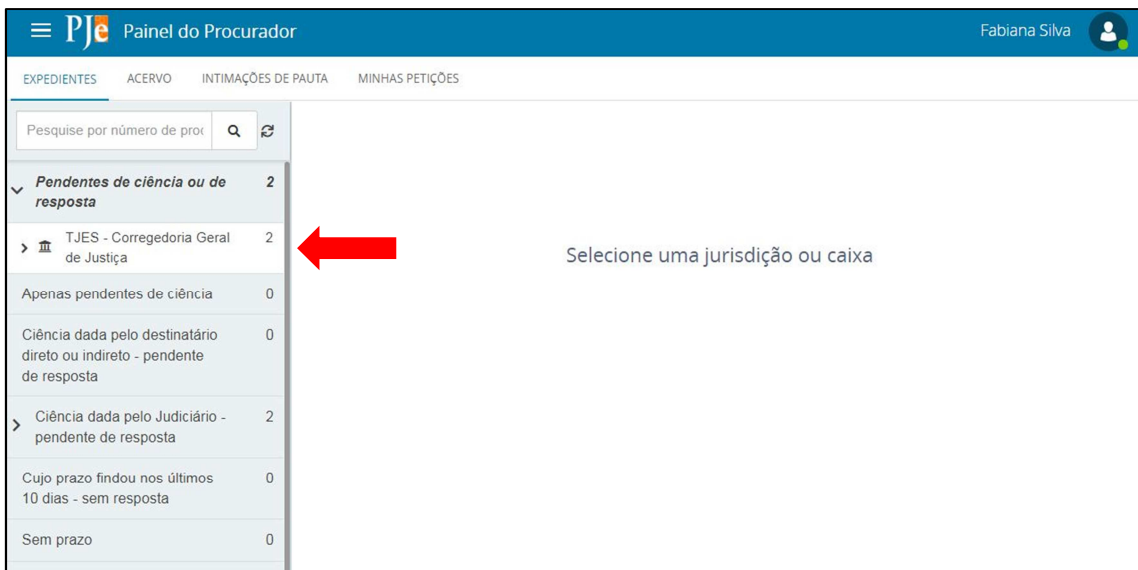 PJe Painel do Procurador
Fabiana Silva
EXPEDIENTES ACERVO INTIMAÇÕES DE PAUTA MINHAS PETIÇÕES
Pesquise por número de proc
Pendentes de ciência ou de 2
resposta
TJES - Corregedoria Geral 2
de Justiça
Selecione uma jurisdição ou caixa
Apenas pendentes de ciência 0
Ciência dada pelo destinatário 0
direto ou indireto - pendente
de resposta
Ciência dada pelo Judiciário - 2
pendente de resposta
Cujo prazo findou nos últimos 0
10 dias - sem resposta
Sem prazo 0